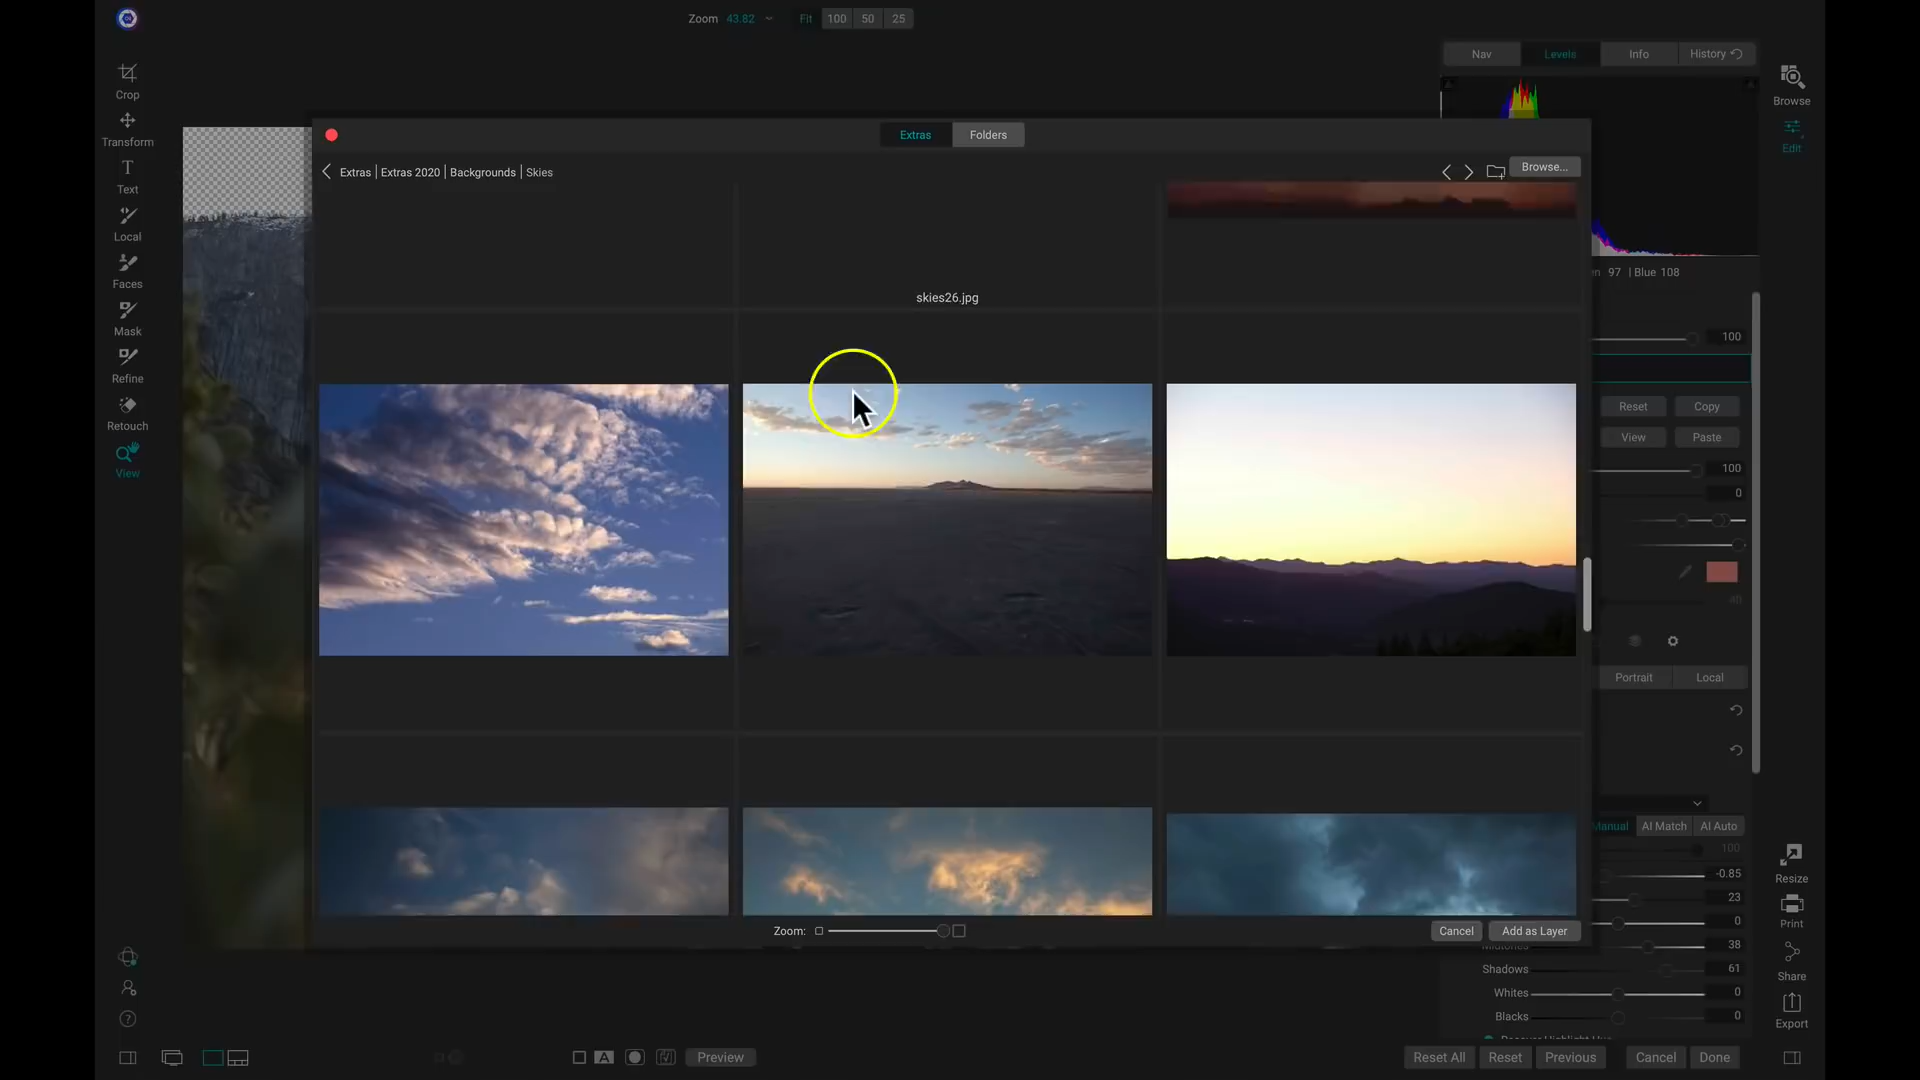 Zoom 43.82 Fit 100 50 25
Nav Levels Info History
Crop
Transform
Text
Local
Faces
Mask
Refine
Retouch
View
Browse
Edit
Extras Folders
Extras | Extras 2020 | Backgrounds | Skies
Browse...
97 | Blue 108
skies26.jpg
100
Reset Copy
View Paste
100
0
40
Portrait Local
Manual AI Match AI Auto
100
-0.85
23
0
38
Shadows 61
Whites 0
Blacks 0
Zoom:
Cancel Add as Layer
Resize
Print
Share
Export
A
Preview
Reset All Reset Previous Cancel Done